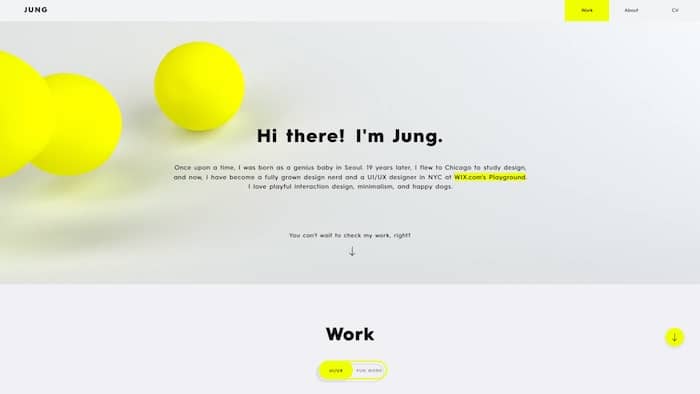 JUNG
Work
About
CV
Hi there! I'm Jung.
Once upon a time, I was born as a genius baby in Seoul. 19 years later, I flew to Chicago to study design,
and now, I have become a fully grown design nerd and a UI/UX designer in NYC at WIX.com's Playground.
I love playful interaction design, minimalism, and happy dogs.
You can't wait to check my work, right?
Work
UI/UX
FUN WORK